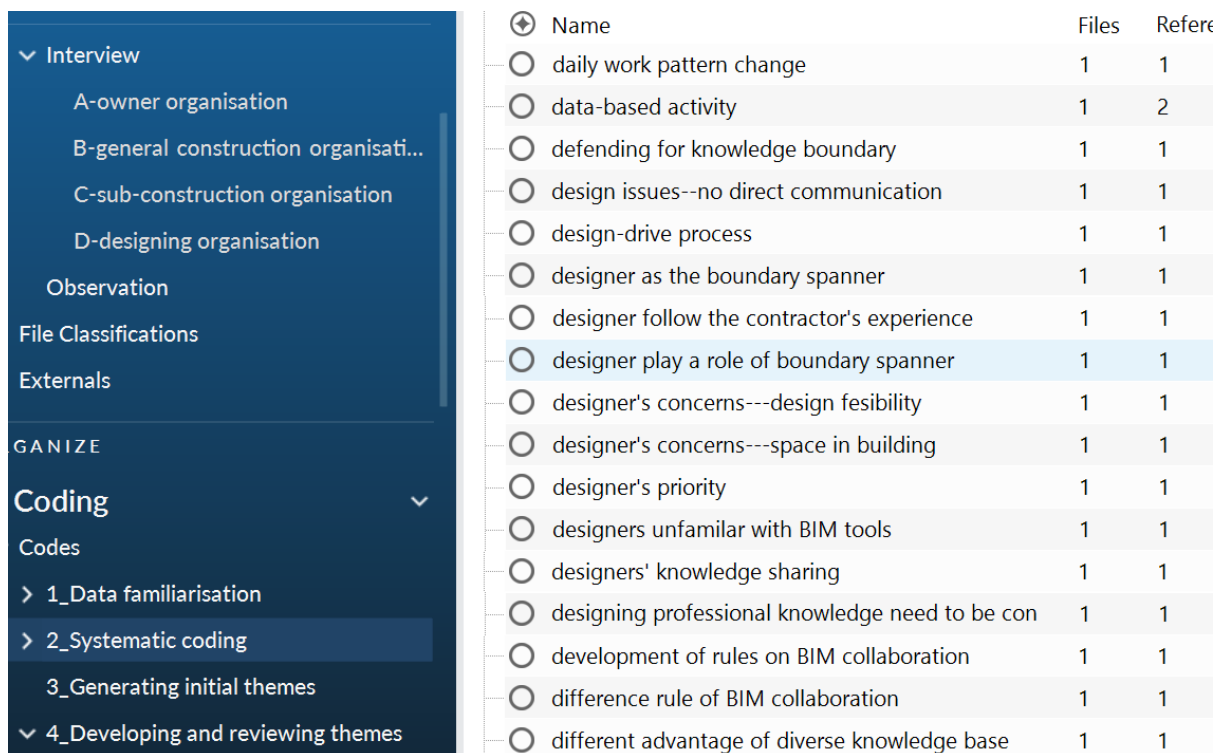 Interview
A-owner organisation
B-general construction organisati...
C-sub-construction organisation
D-designing organisation
Observation
File Classifications
Externals
GANIZE
Coding
Codes
1_Data familiarisation
2_Systematic coding
3_Generating initial themes
4_Developing and reviewing themes
Name Files Refere
daily work pattern change 1 1
data-based activity 1 2
defending for knowledge boundary 1 1
design issues--no direct communication 1 1
design-drive process 1 1
designer as the boundary spanner 1 1
designer follow the contractor's experience 1 1
designer play a role of boundary spanner 1 1
designer's concerns---design fesibility 1 1
designer's concerns---space in building 1 1
designer's priority 1 1
designers unfamilar with BIM tools 1 1
designers' knowledge sharing 1 1
designing professional knowledge need to be con 1 1
development of rules on BIM collaboration 1 1
difference rule of BIM collaboration 1 1
different advantage of diverse knowledge base 1 1